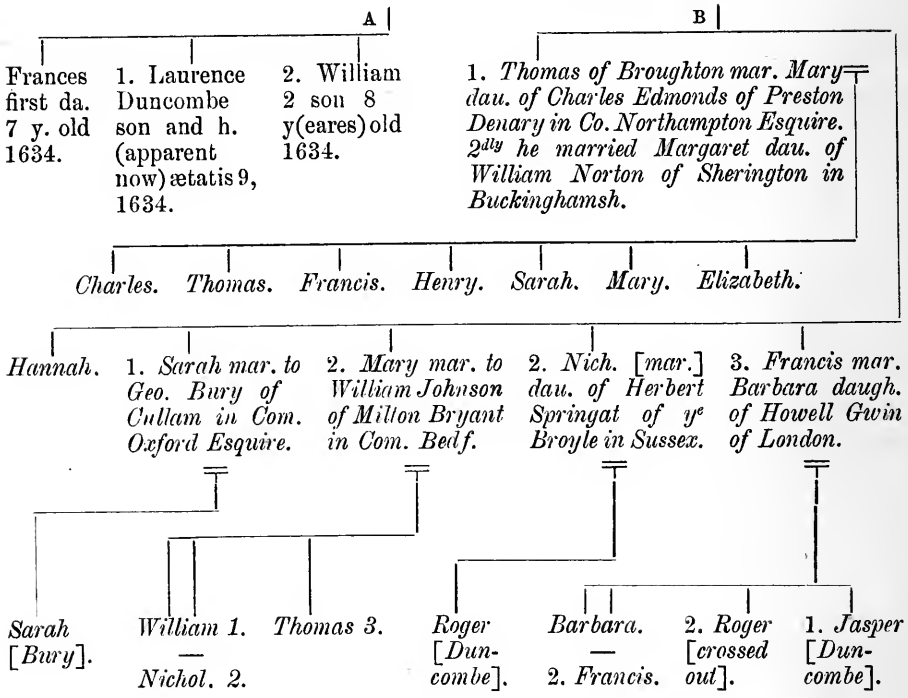 A
B
Frances
first da.
7 y. old
1634.
1. Laurence
Duncombe
son and h.
(apparent
now) ætatis 9,
1634.
2. William
2 son 8
y(eares) old
1634.
1. Thomas of Broughton mar. Mary
dau. of Charles Edmonds of Preston
Denary in Co. Northampton Esquire.
2dly he married Margaret dau. of
William Norton of Sherington in
Buckinghamsh.
Charles. Thomas. Francis. Henry. Sarah. Mary. Elizabeth.
Hannah.
1. Sarah mar. to
Geo. Bury of
Cullam in Com.
Oxford Esquire.
2. Mary mar. to
William Johnson
of Milton Bryant
in Com. Bedf.
2. Nich. [mar.]
dau. of Herbert
Springat of ye
Broyle in Sussex.
3. Francis mar.
Barbara daugh.
of Howell Gwin
of London.
Sarah
[Bury].
William 1.
—
Nichol. 2.
Thomas 3.
Roger
[Dun-
combe].
Barbara.
—
2. Francis.
2. Roger
[crossed
out].
1. Jasper
[Dun-
combe].